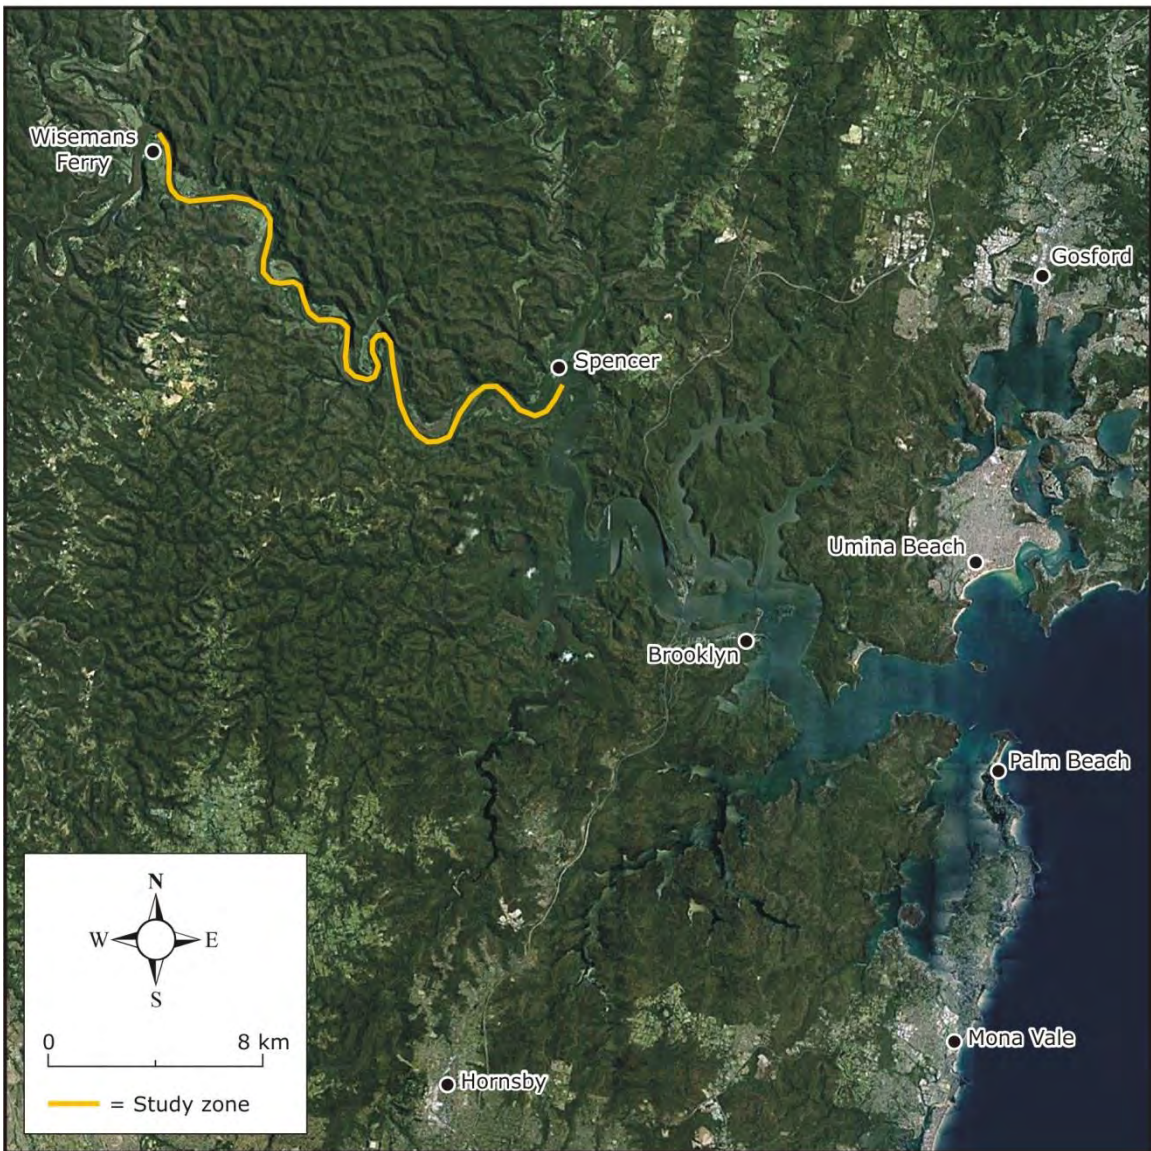 Wisemans
Ferry
Gosford
Spencer
Umina Beach
Brooklyn
Palm Beach
N
W E
S
0 8 km
Mona Vale
Hornsby
= Study zone